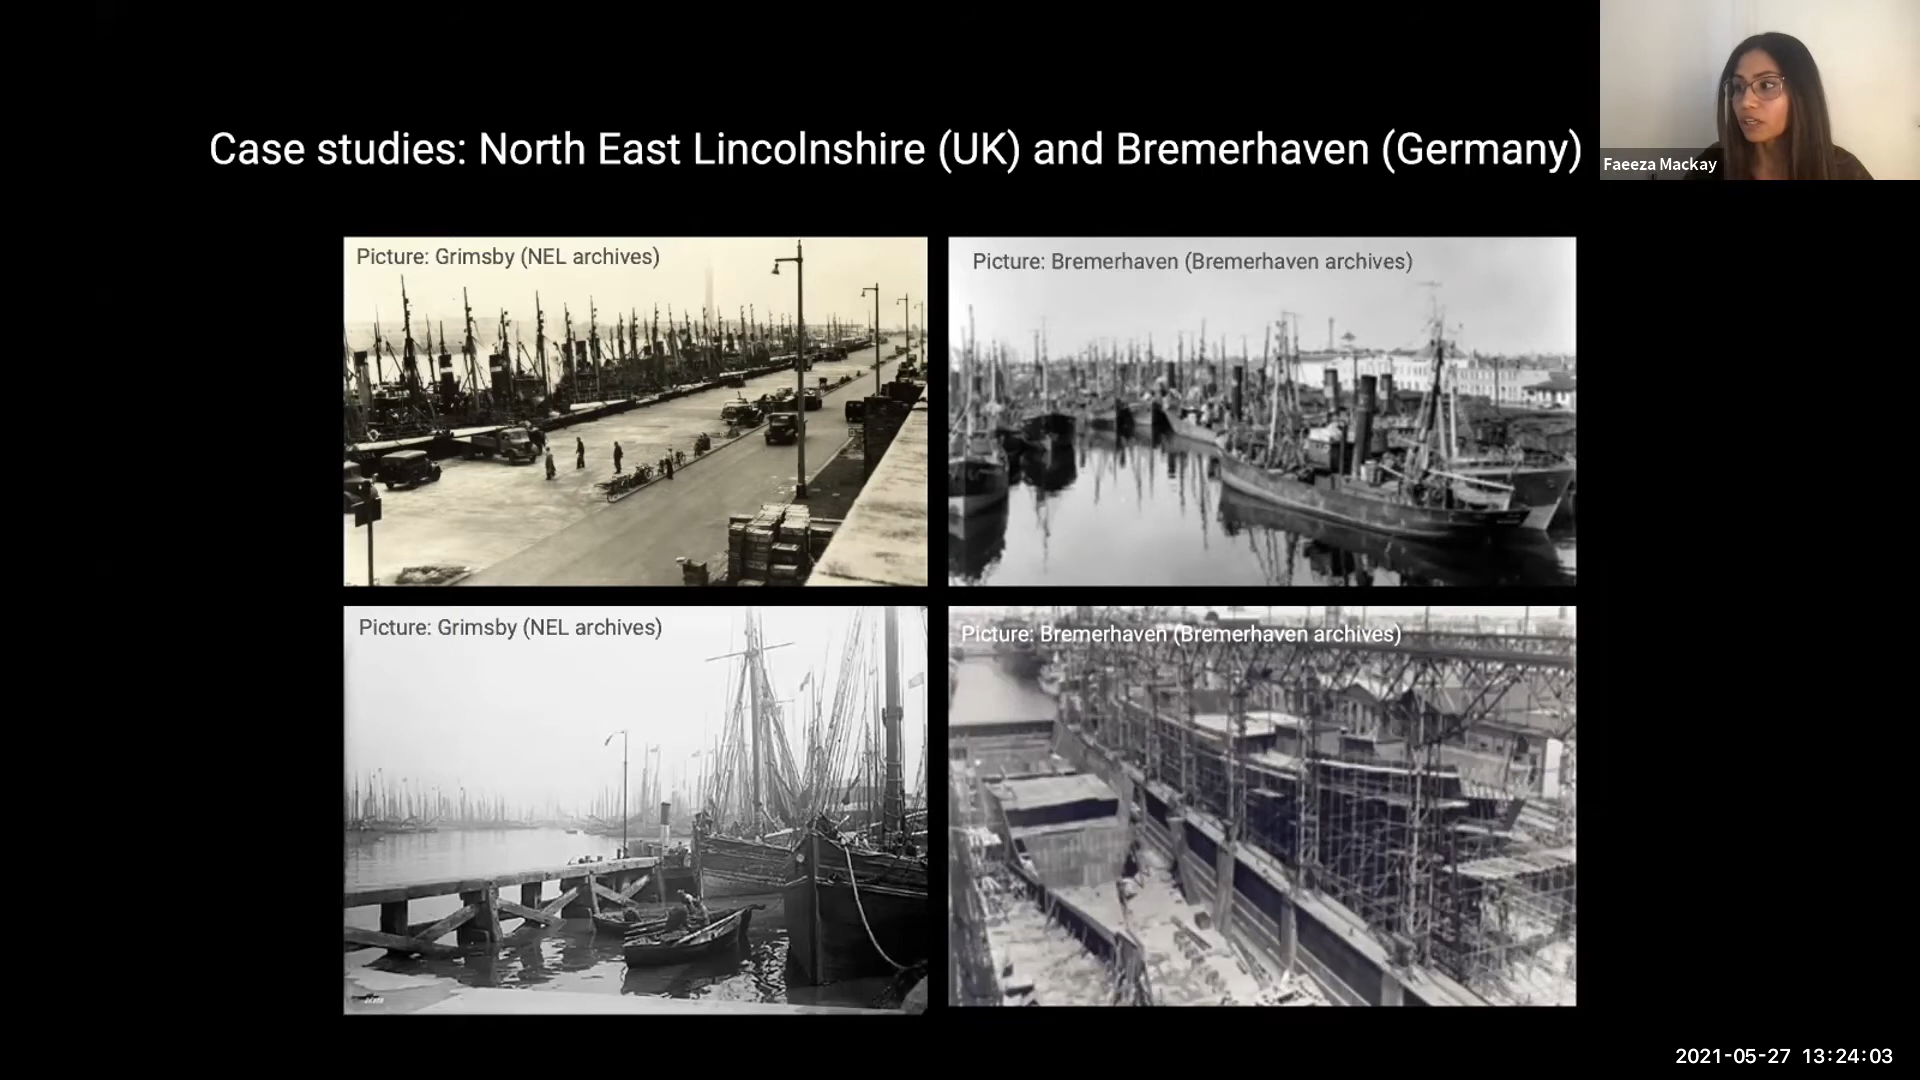 Case studies: North East Lincolnshire (UK) and Bremerhaven (Germany)
Faeeza Mackay
Picture: Grimsby (NEL archives)
Picture: Bremerhaven (Bremerhaven archives)
Picture: Grimsby (NEL archives)
Picture: Bremerhaven (Bremerhaven archives)
2021-05-27 13:24:03